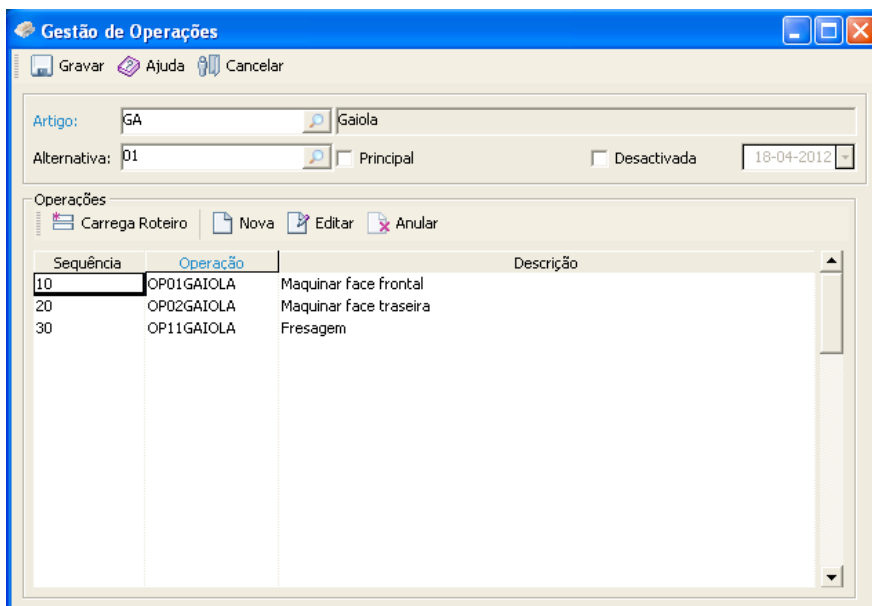 Gestão de Operações
Gravar Ajuda Cancelar
Artigo: GA Gaiola
Alternativa: 01 Principal Desactivada 18-04-2012
Operações
Carrega Roteiro Nova Editar Anular
Sequência Operação Descrição
10 OP01GAIOLA Maquinar face frontal
20 OP02GAIOLA Maquinar face traseira
30 OP11GAIOLA Fresagem